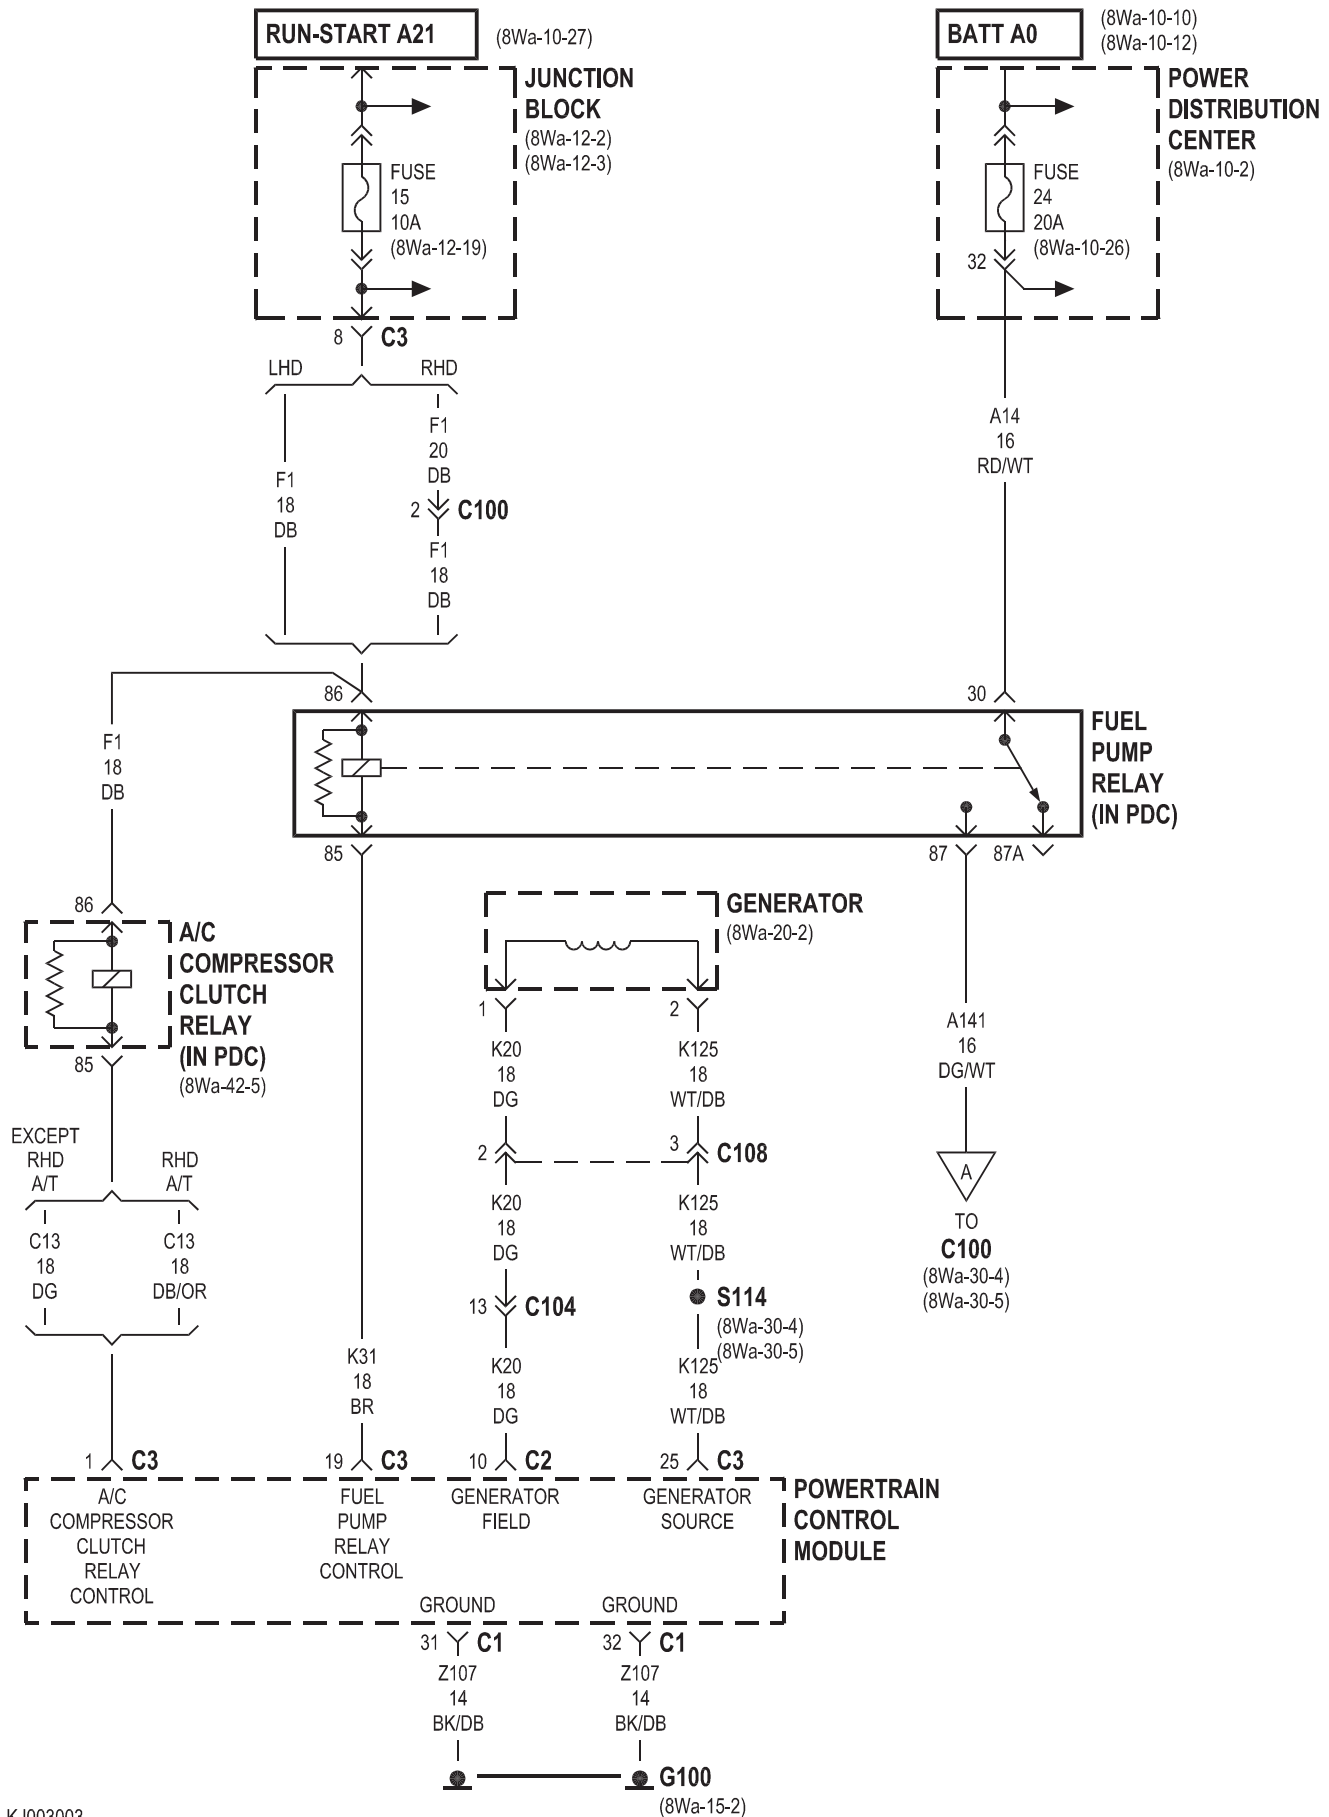 RUN-START A21
(8Wa-10-27)
BATT A0
(8Wa-10-10)
(8Wa-10-12)
JUNCTION
BLOCK
(8Wa-12-2)
(8Wa-12-3)
POWER
DISTRIBUTION
CENTER
(8Wa-10-2)
FUSE
15
10A
(8Wa-12-19)
FUSE
24
20A
(8Wa-10-26)
32
8
C3
LHD
RHD
F1
20
DB
F1
18
DB
2
C100
F1
18
DB
A14
16
RD/WT
86
30
FUEL
PUMP
RELAY
(IN PDC)
F1
18
DB
85
87
87A
86
A/C
COMPRESSOR
CLUTCH
RELAY
(IN PDC)
(8Wa-42-5)
85
GENERATOR
(8Wa-20-2)
1
2
K20
18
DG
K125
18
WT/DB
A141
16
DG/WT
2
3
C108
EXCEPT
RHD
A/T
RHD
A/T
A
TO
C100
(8Wa-30-4)
(8Wa-30-5)
K20
18
DG
K125
18
WT/DB
C13
18
DG
C13
18
DB/OR
13
C104
S114
(8Wa-30-4)
(8Wa-30-5)
K31
18
BR
K20
18
DG
K125
18
WT/DB
1
C3
19
C3
10
C2
25
C3
A/C
COMPRESSOR
CLUTCH
RELAY
CONTROL
FUEL
PUMP
RELAY
CONTROL
GENERATOR
FIELD
GENERATOR
SOURCE
POWERTRAIN
CONTROL
MODULE
GROUND
GROUND
31
C1
32
C1
Z107
14
BK/DB
Z107
14
BK/DB
G100
(8Wa-15-2)
KJ003003